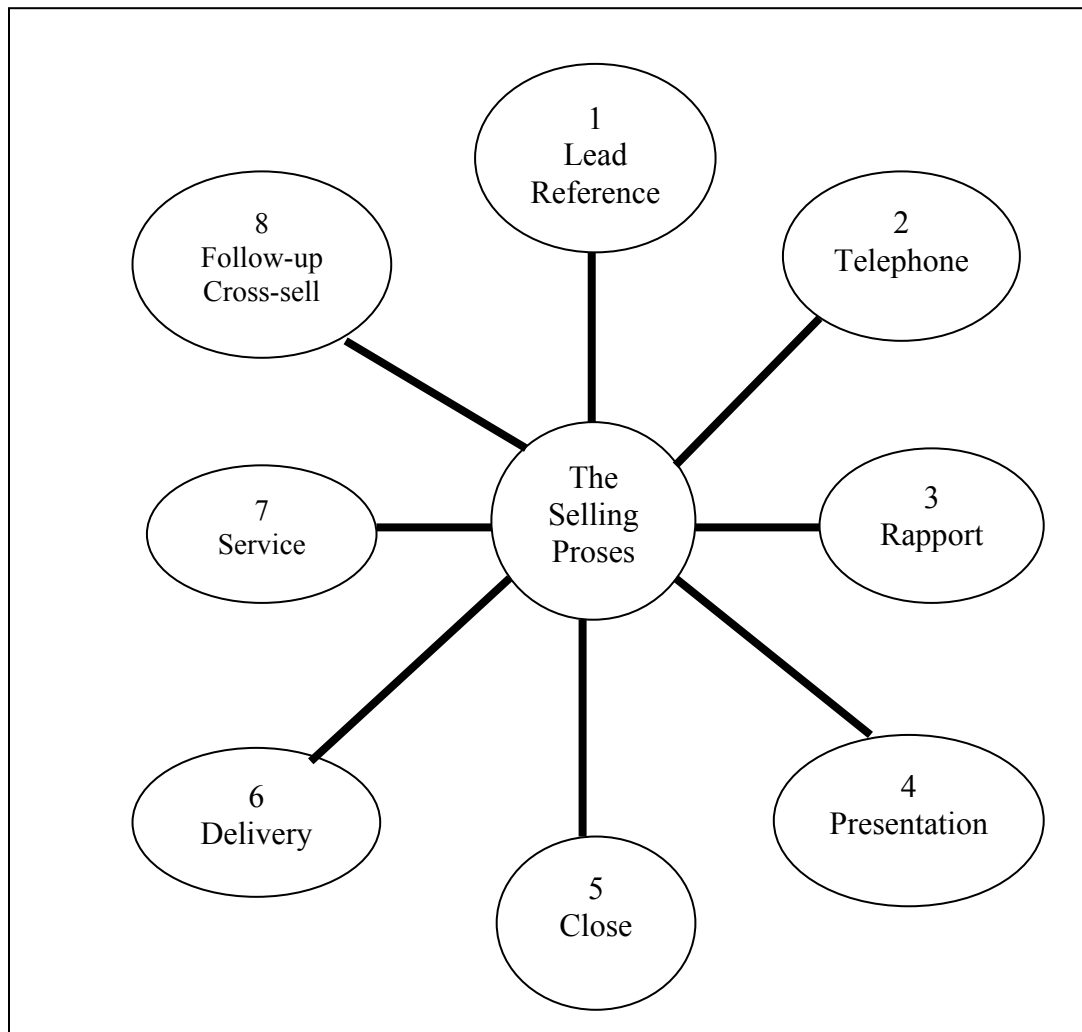 1
Lead
Reference
2
Telephone
3
Rapport
4
Presentation
5
Close
6
Delivery
7
Service
8
Follow-up
Cross-sell
The
Selling
Proses